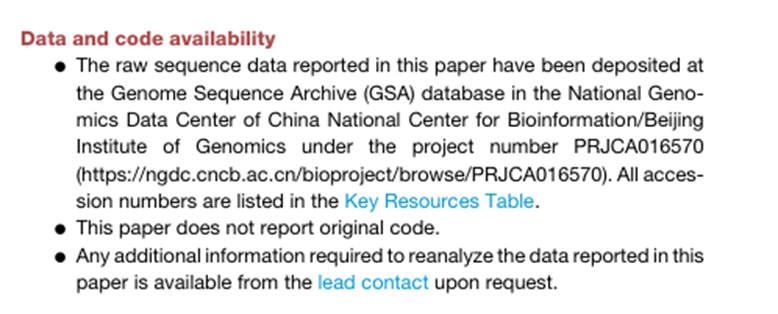 Data and code availability
● The raw sequence data reported in this paper have been deposited at
the Genome Sequence Archive (GSA) database in the National Geno-
mics Data Center of China National Center for Bioinformation/Beijing
Institute of Genomics under the project number PRJCA016570
(https://ngdc.cncb.ac.cn/bioproject/browse/PRJCA016570). All acces-
sion numbers are listed in the Key Resources Table.
● This paper does not report original code.
● Any additional information required to reanalyze the data reported in this
paper is available from the lead contact upon request.